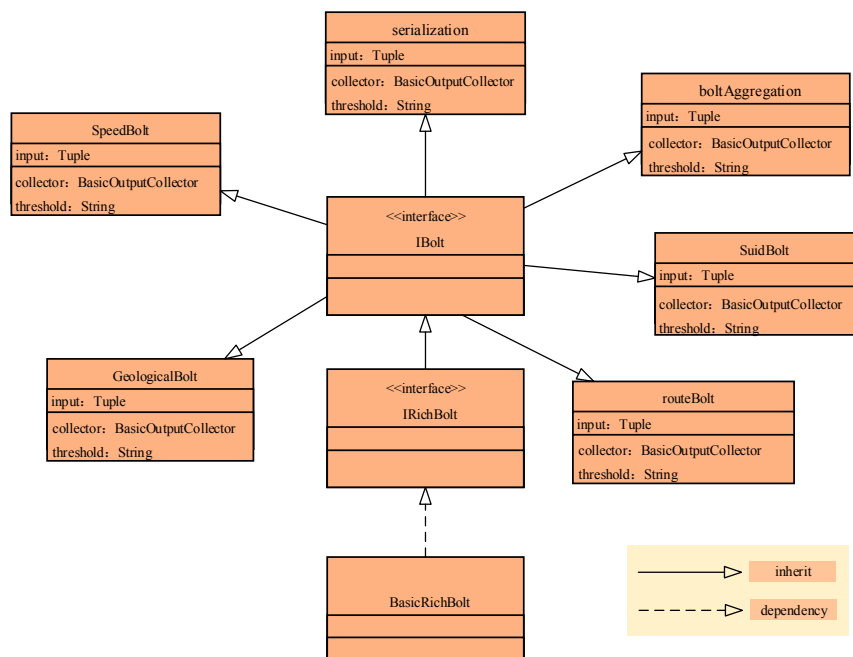 serialization
input：Tuple
collector：BasicOutputCollector
threshold：String
boltAggregation
input：Tuple
collector：BasicOutputCollector
threshold：String
SpeedBolt
input：Tuple
collector：BasicOutputCollector
threshold：String
<<interface>>
IBolt
SuidBolt
input：Tuple
collector：BasicOutputCollector
threshold：String
GeologicalBolt
input：Tuple
collector：BasicOutputCollector
threshold：String
<<interface>>
IRichBolt
routeBolt
input：Tuple
collector：BasicOutputCollector
threshold：String
BasicRichBolt
inherit
dependency